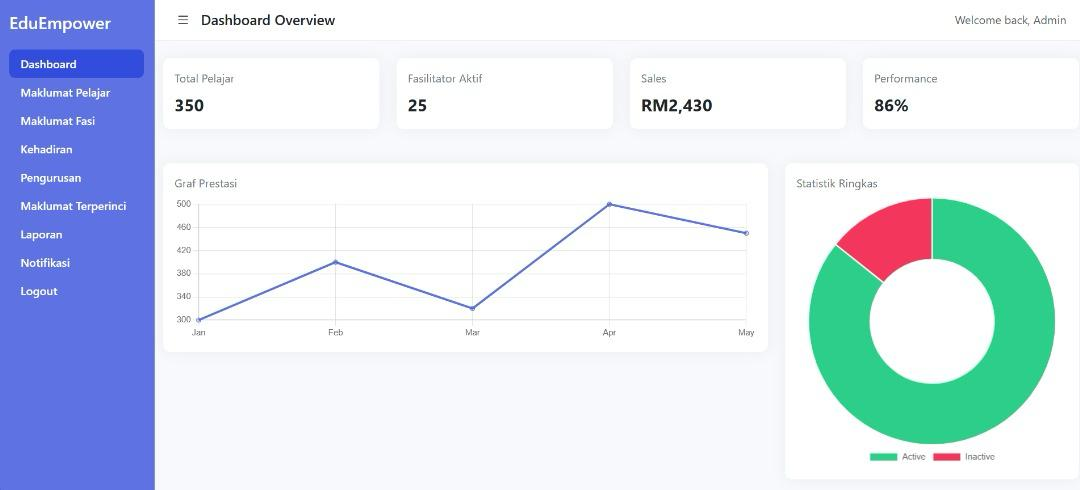 EduEmpower
Dashboard
Maklumat Pelajar
Maklumat Fasi
Kehadiran
Pengurusan
Maklumat Terperinci
Laporan
Notifikasi
Logout
☰ Dashboard Overview
Welcome back, Admin
Total Pelajar
350
Fasilitator Aktif
25
Sales
RM2,430
Performance
86%
Graf Prestasi
500
460
420
380
340
300
Jan Feb Mar Apr May
Statistik Ringkas
Active Inactive